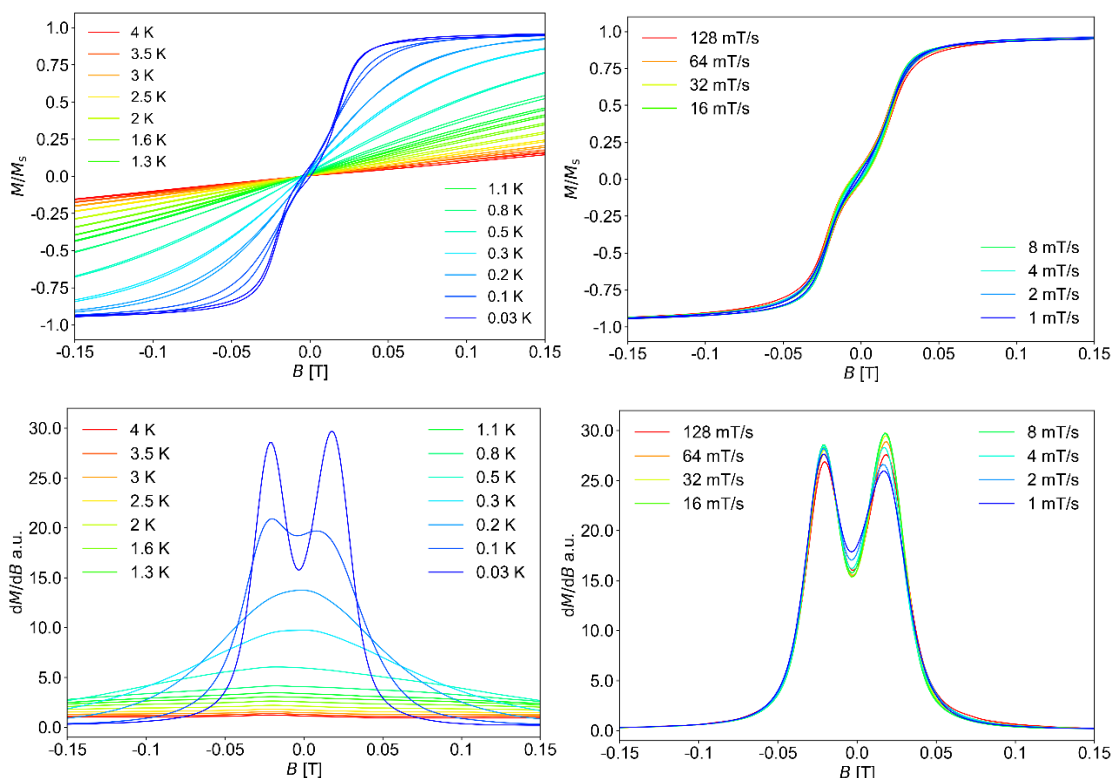 1.00
0.75
0.50
0.25
0.0
-0.25
-0.5
-0.75
-1.0
M/Ms
4 K
3.5 K
3 K
2.5 K
2 K
1.6 K
1.3 K
1.1 K
0.8 K
0.5 K
0.3 K
0.2 K
0.1 K
0.03 K
-0.15 -0.1 -0.05 0.0 0.05 0.1 0.15
B [T]
1.00
0.75
0.50
0.25
0.0
-0.25
-0.5
-0.75
-1.0
M/Ms
128 mT/s
64 mT/s
32 mT/s
16 mT/s
8 mT/s
4 mT/s
2 mT/s
1 mT/s
-0.15 -0.1 -0.05 0.0 0.05 0.1 0.15
B [T]
30.0
25.0
20.0
15.0
10.0
5.0
0.0
dM/dB a.u.
4 K
3.5 K
3 K
2.5 K
2 K
1.6 K
1.3 K
1.1 K
0.8 K
0.5 K
0.3 K
0.2 K
0.1 K
0.03 K
-0.15 -0.1 -0.05 0.0 0.05 0.1 0.15
B [T]
30.0
25.0
20.0
15.0
10.0
5.0
0.0
dM/dB a.u.
128 mT/s
64 mT/s
32 mT/s
16 mT/s
8 mT/s
4 mT/s
2 mT/s
1 mT/s
-0.15 -0.1 -0.05 0.0 0.05 0.1 0.15
B [T]